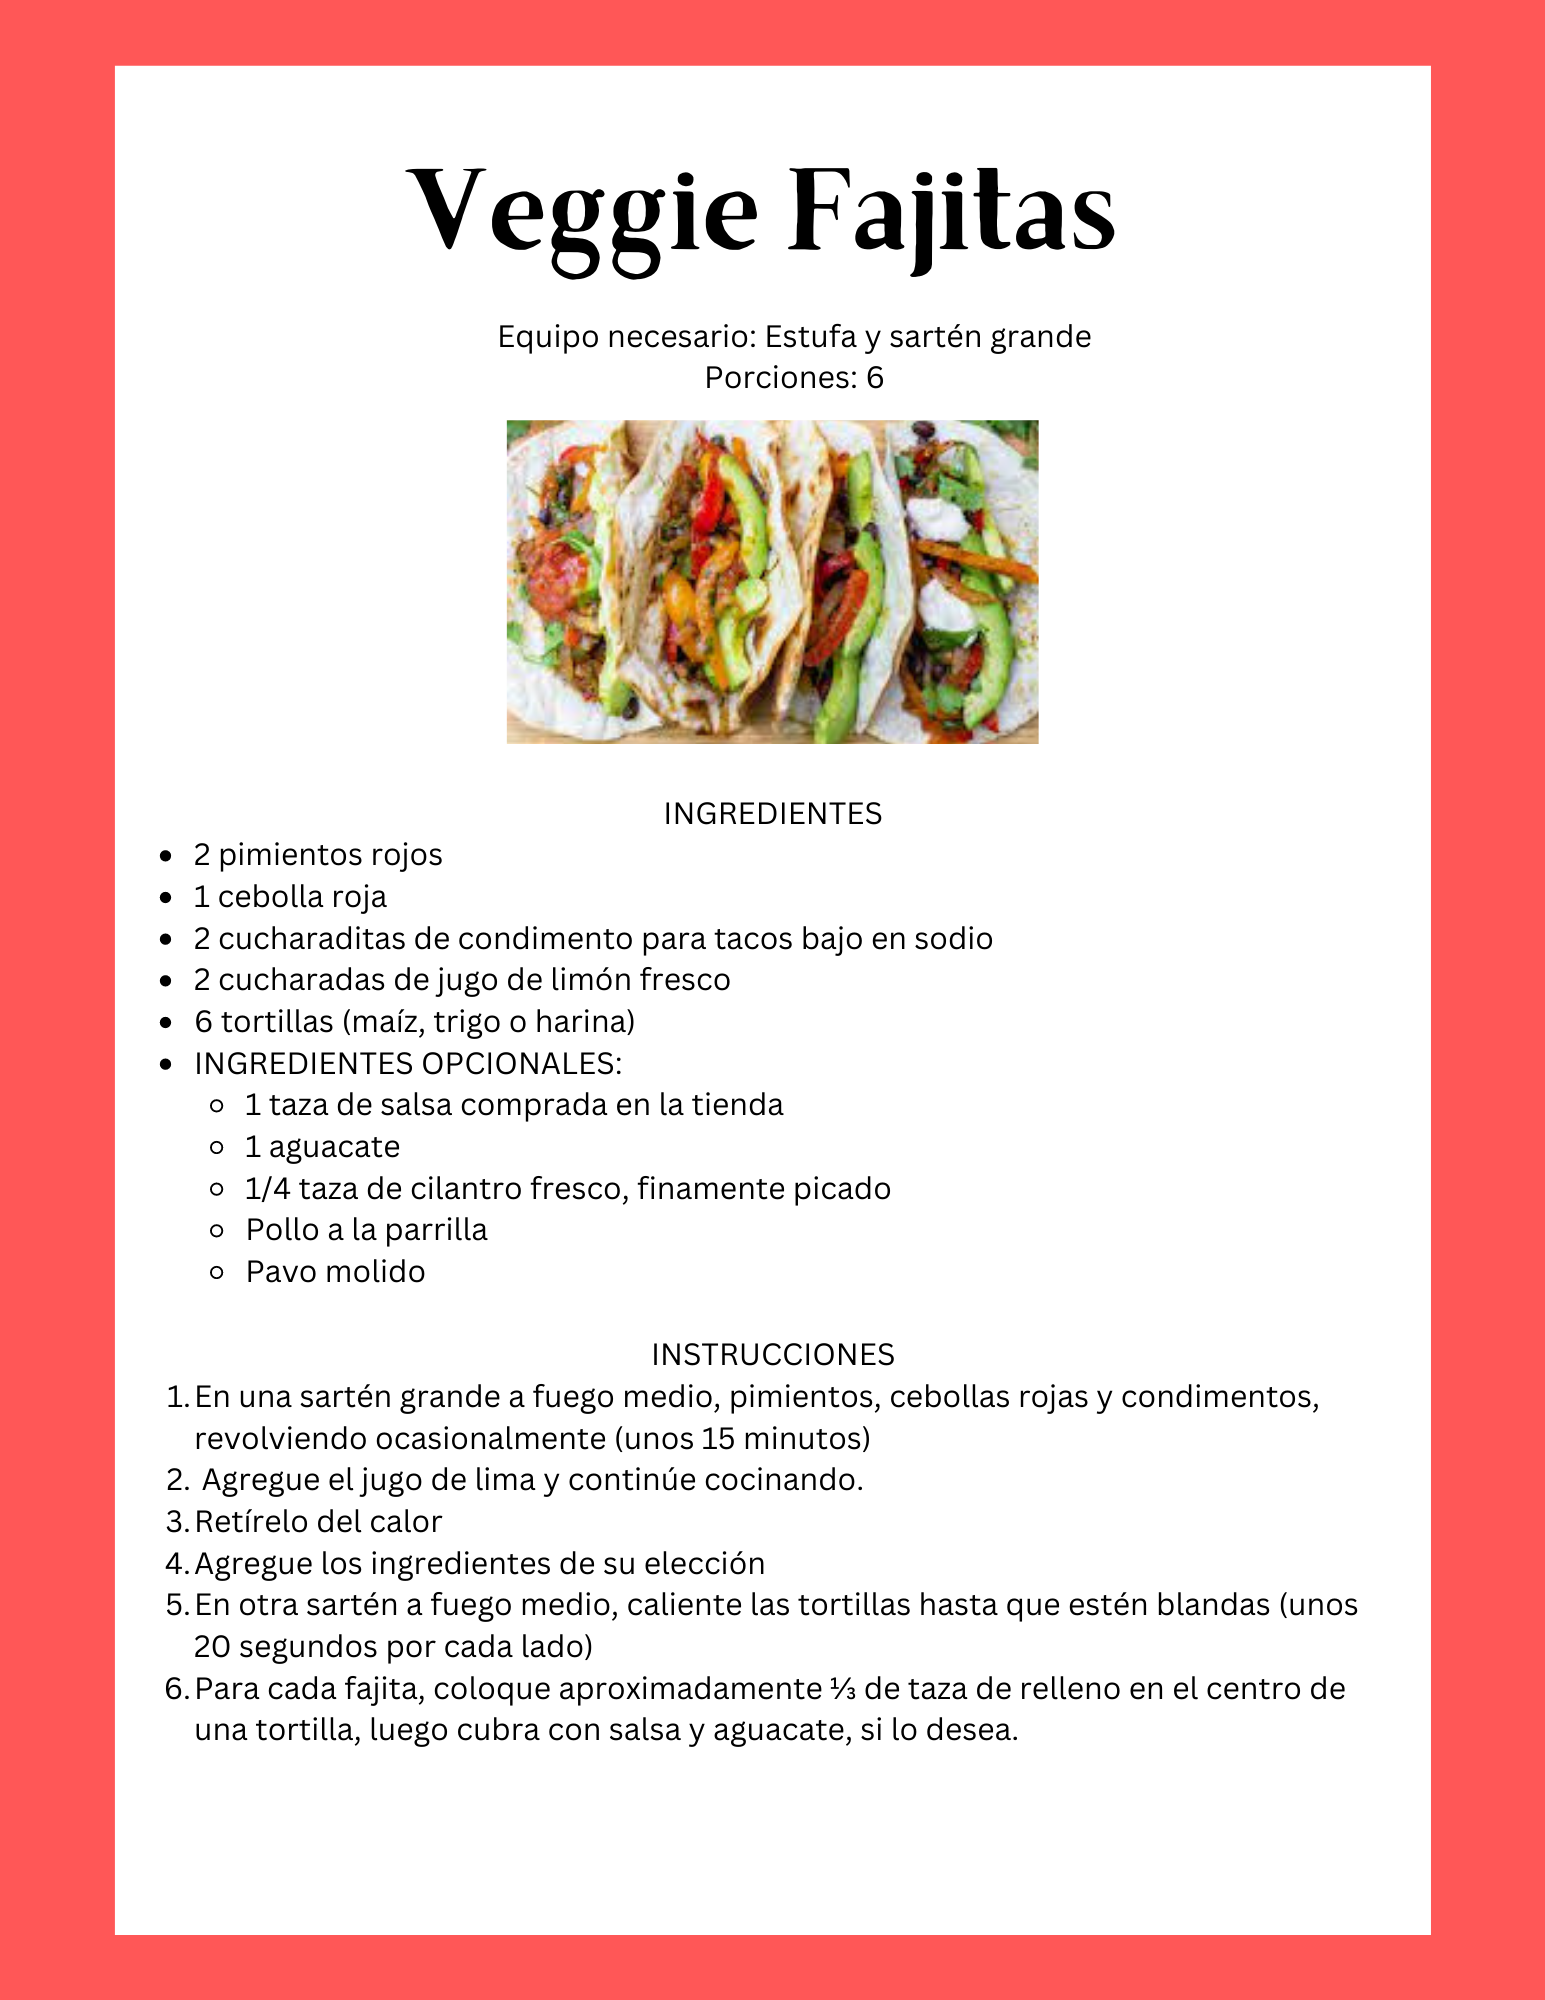 Veggie Fajitas
Equipo necesario: Estufa y sartén grande
Porciones: 6
INGREDIENTES
• 2 pimientos rojos
• 1 cebolla roja
• 2 cucharaditas de condimento para tacos bajo en sodio
• 2 cucharadas de jugo de limón fresco
• 6 tortillas (maíz, trigo o harina)
• INGREDIENTES OPCIONALES:
◦ 1 taza de salsa comprada en la tienda
◦ 1 aguacate
◦ 1/4 taza de cilantro fresco, finamente picado
◦ Pollo a la parrilla
◦ Pavo molido
INSTRUCCIONES
1. En una sartén grande a fuego medio, pimientos, cebollas rojas y condimentos,
revolviendo ocasionalmente (unos 15 minutos)
2. Agregue el jugo de lima y continúe cocinando.
3. Retírelo del calor
4. Agregue los ingredientes de su elección
5. En otra sartén a fuego medio, caliente las tortillas hasta que estén blandas (unos
20 segundos por cada lado)
6. Para cada fajita, coloque aproximadamente ⅓ de taza de relleno en el centro de
una tortilla, luego cubra con salsa y aguacate, si lo desea.